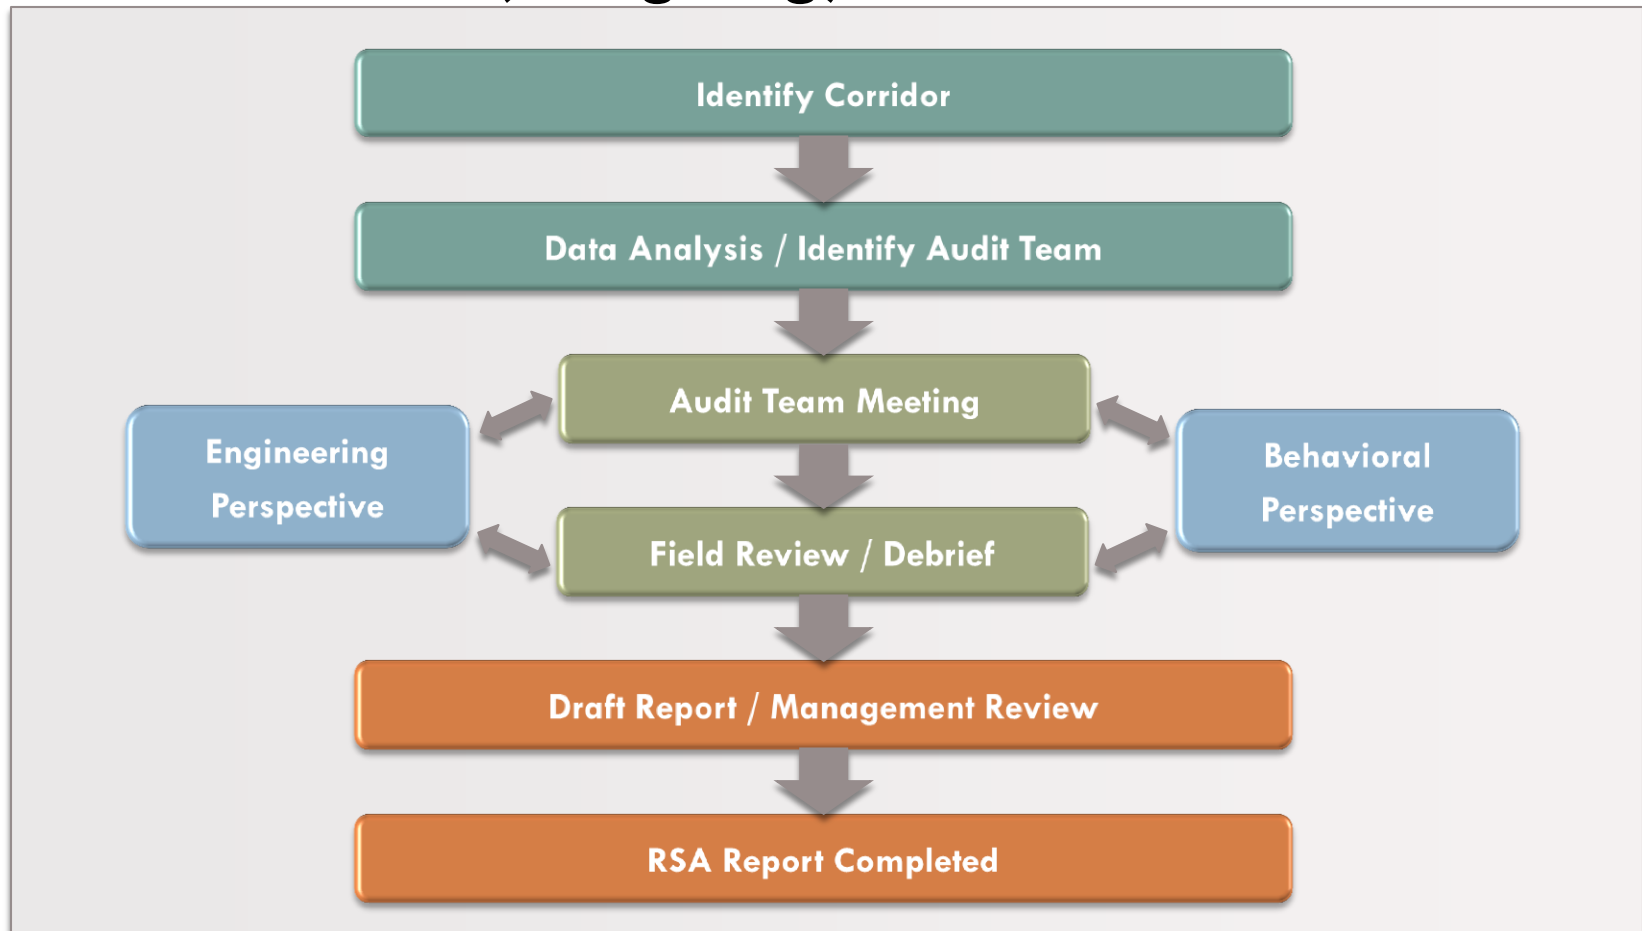 Identify Corridor
Data Analysis / Identify Audit Team
Audit Team Meeting
Engineering
Perspective
Behavioral
Perspective
Field Review / Debrief
Draft Report / Management Review
RSA Report Completed